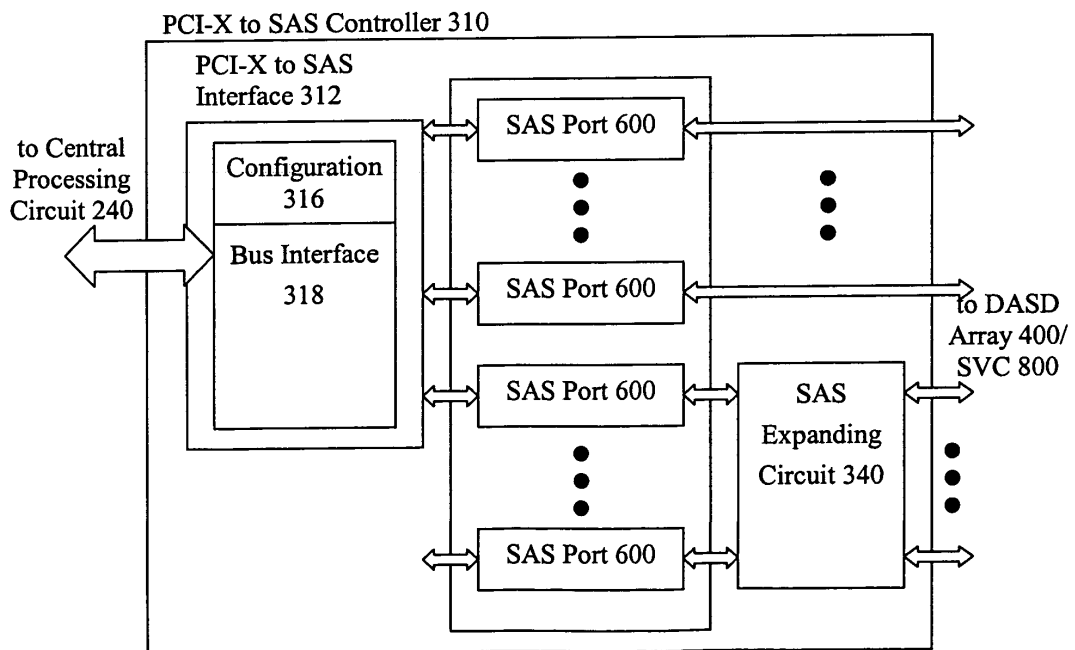 PCI-X to SAS Controller 310
PCI-X to SAS
Interface 312
to Central
Processing
Circuit 240
Configuration
316
Bus Interface
318
SAS Port 600
SAS Port 600
SAS Port 600
SAS Port 600
SAS
Expanding
Circuit 340
to DASD
Array 400/
SVC 800